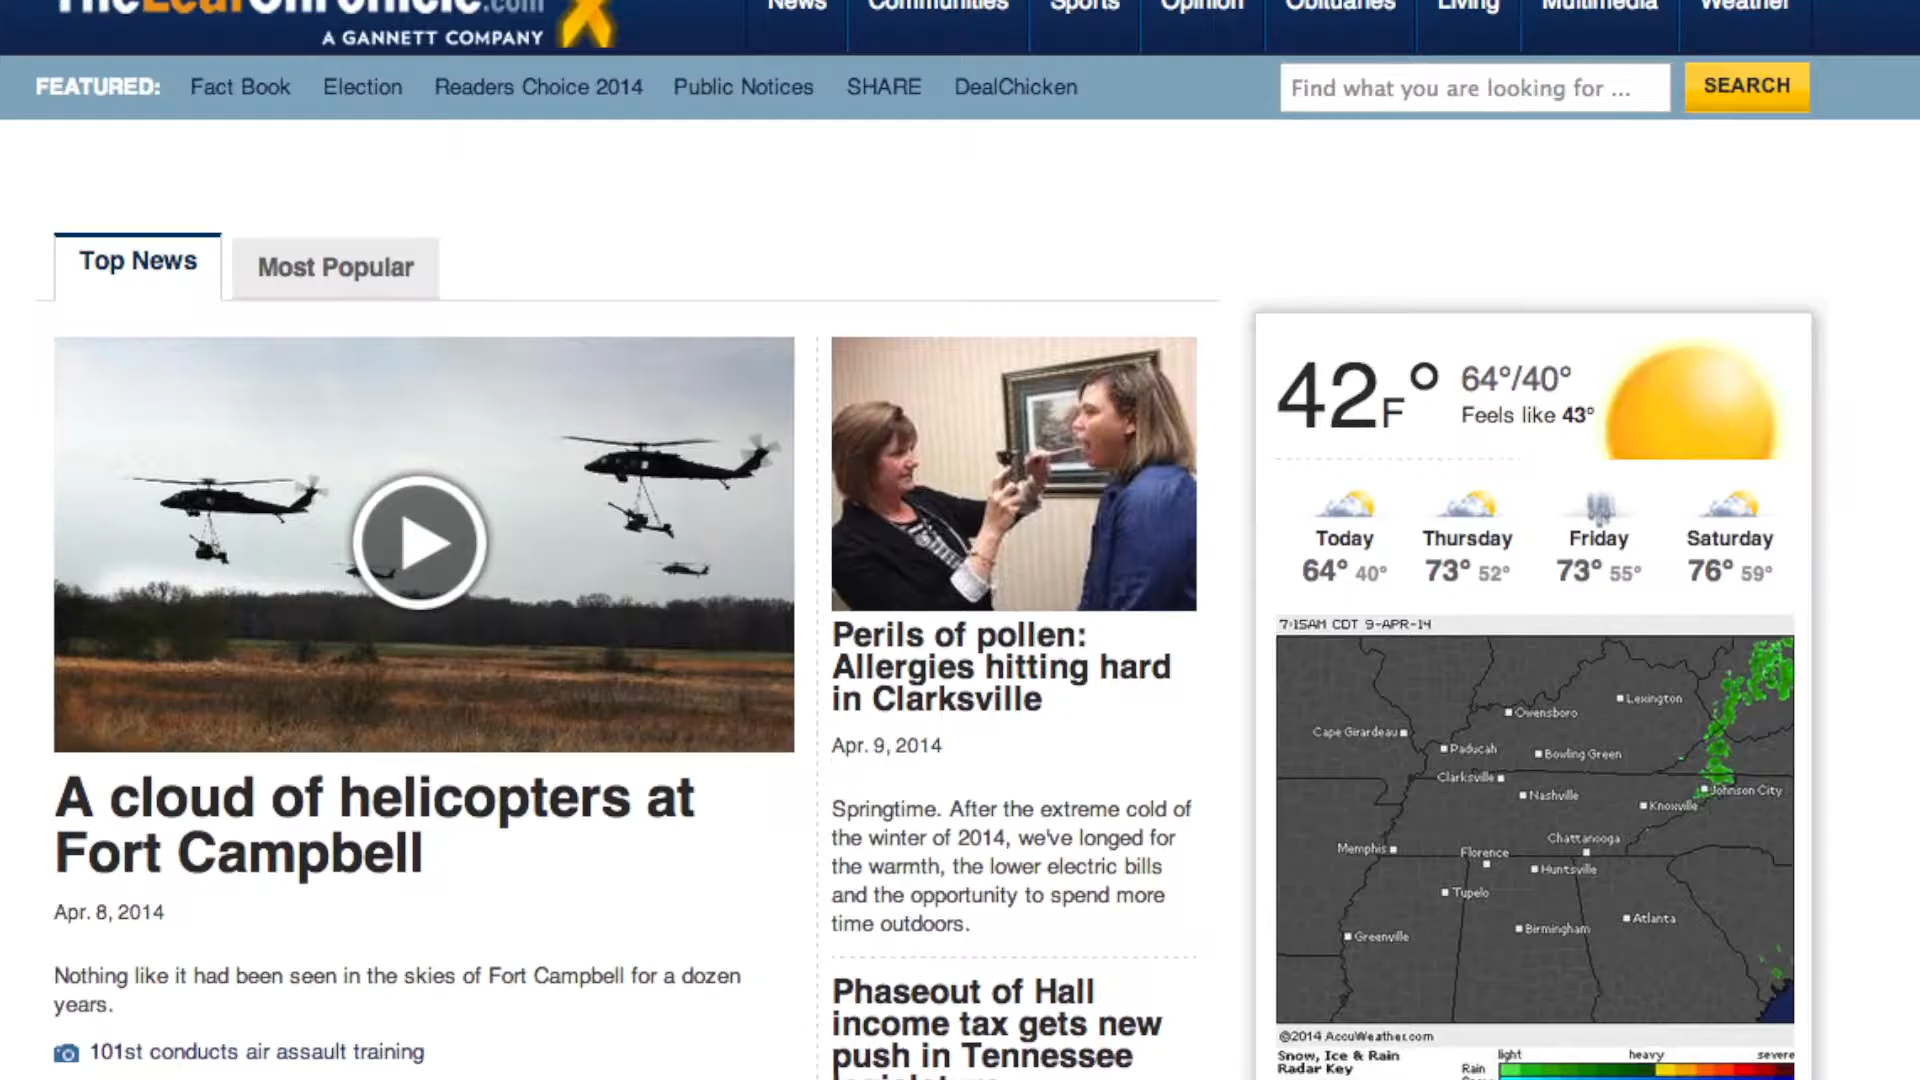 TheLeafChronicle.com
A GANNETT COMPANY
News
Communities
Sports
Opinion
Obituaries
Living
Multimedia
Weather
FEATURED:
Fact Book
Election
Readers Choice 2014
Public Notices
SHARE
DealChicken
Find what you are looking for ...
SEARCH
Top News
Most Popular
A cloud of helicopters at
Fort Campbell
Apr. 8, 2014
Nothing like it had been seen in the skies of Fort Campbell for a dozen
years.
101st conducts air assault training
Perils of pollen:
Allergies hitting hard
in Clarksville
Apr. 9, 2014
Springtime. After the extreme cold of
the winter of 2014, we've longed for
the warmth, the lower electric bills
and the opportunity to spend more
time outdoors.
Phaseout of Hall
income tax gets new
push in Tennessee
legislature
42F°
64°/40°
Feels like 43°
Today
Thursday
Friday
Saturday
64° 40°
73° 52°
73° 55°
76° 59°
7:15AM CDT 9-APR-14
Lexington
Owensboro
Cape Girardeau
Paducah
Bowling Green
Clarksville
Johnson City
Nashville
Knoxville
Chattanooga
Memphis
Florence
Huntsville
Tupelo
Atlanta
Birmingham
Greenville
©2014 AccuWeather.com
Snow, Ice & Rain
Radar Key
light
heavy
severe
Rain